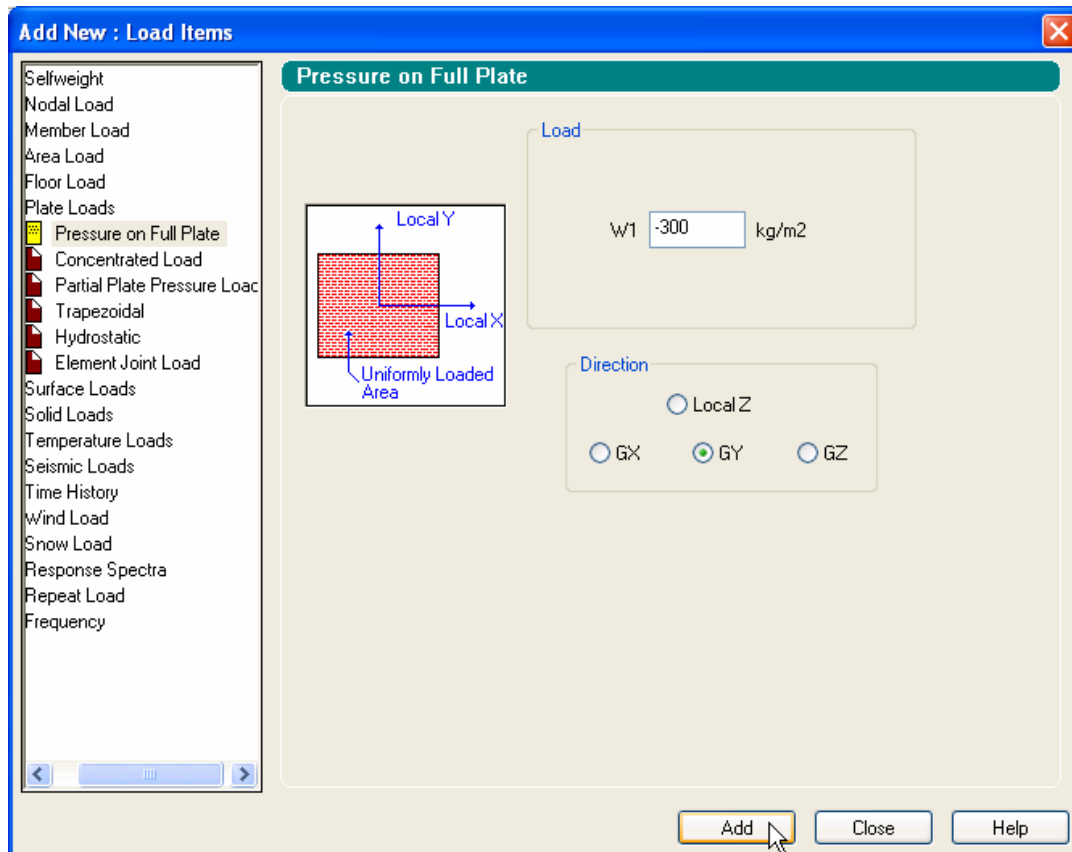 Add New : Load Items
Selfweight
Nodal Load
Member Load
Area Load
Floor Load
Plate Loads
Pressure on Full Plate
Concentrated Load
Partial Plate Pressure Loac
Trapezoidal
Hydrostatic
Element Joint Load
Surface Loads
Solid Loads
Temperature Loads
Seismic Loads
Time History
Wind Load
Snow Load
Response Spectra
Repeat Load
Frequency
Pressure on Full Plate
Local Y
Local X
Uniformly Loaded
Area
Load
W1 -300 kg/m2
Direction
Local Z
GX GY GZ
Add Close Help